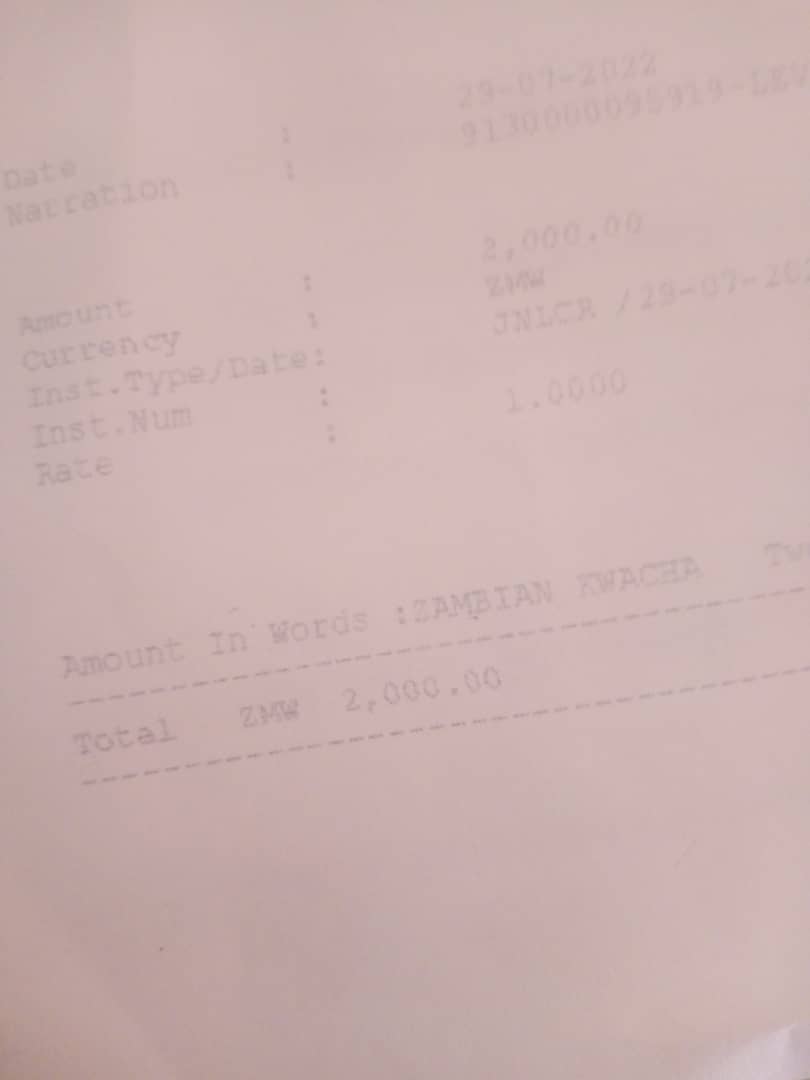 Date : 29-07-2022
Narration : 9130000095919-LEV
Amount : 2,000.00
Currency : ZMW
Inst.Type/Date: JNLCR /29-07-202
Inst.Num :
Rate : 1.0000
Amount In Words :ZAMBIAN KWACHA Tw
Total ZMW 2,000.00